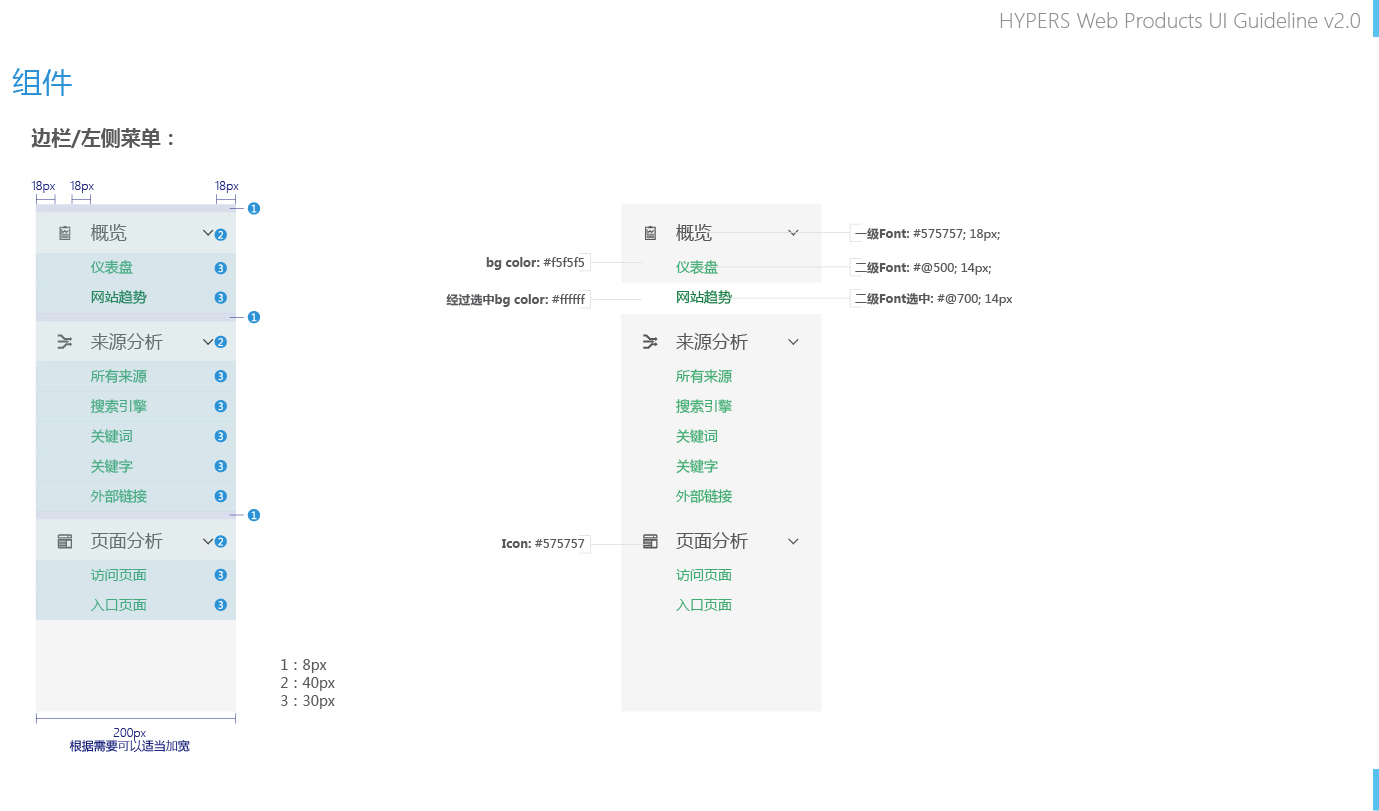 HYPERS Web Products UI Guideline v2.0
组件
边栏/左侧菜单：
18px 18px 18px
1
概览 2
仪表盘 3
网站趋势 3
1
来源分析 2
所有来源 3
搜索引擎 3
关键词 3
关键字 3
外部链接 3
1
页面分析 2
访问页面 3
入口页面 3
200px
根据需要可以适当加宽
1：8px
2：40px
3：30px
概览
仪表盘
网站趋势
来源分析
所有来源
搜索引擎
关键词
关键字
外部链接
页面分析
访问页面
入口页面
bg color: #f5f5f5
经过选中bg color: #ffffff
Icon: #575757
一级Font: #575757; 18px;
二级Font: #@500; 14px;
二级Font选中: #@700; 14px